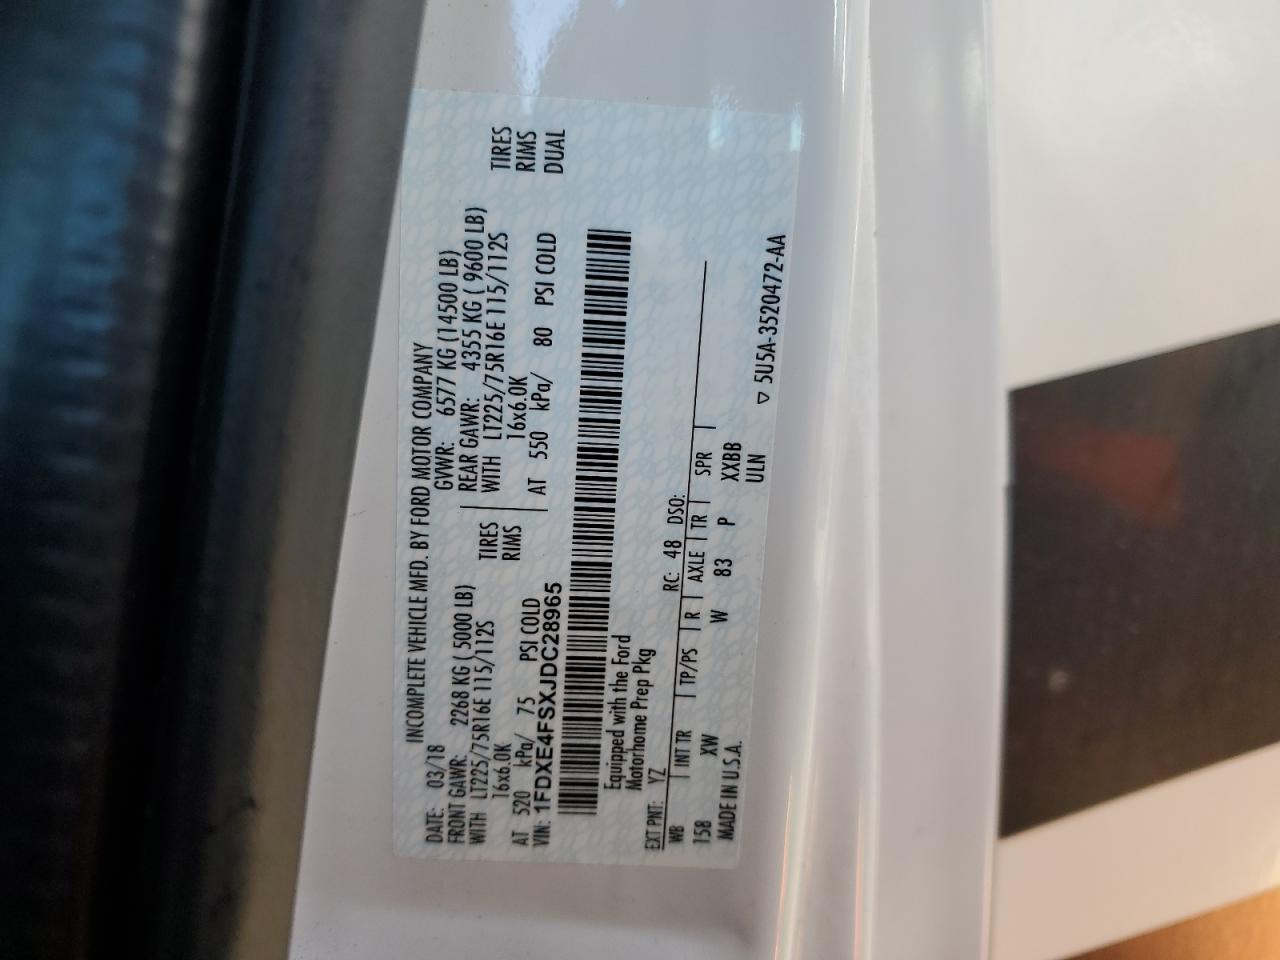 INCOMPLETE VEHICLE MFD. BY FORD MOTOR COMPANY
DATE: 03/18 GVWR: 6577 KG (14500 LB)
FRONT GAWR: 2268 KG ( 5000 LB) REAR GAWR: 4355 KG ( 9600 LB)
WITH LT225/75R16E 115/112S TIRES WITH LT225/75R16E 115/112S TIRES
16x6.0K RIMS 16x6.0K RIMS
AT 520 kPa/ 75 PSI COLD AT 550 kPa/ 80 PSI COLD DUAL
VIN: 1FDXE4FSXJDC28965
Equipped with the Ford
Motorhome Prep Pkg
EXT PNT: YZ RC: 48 DSO:
WB | INT TR | TP/PS | R | AXLE | TR | SPR |
158 XW W 83 P XXBB
MADE IN U.S.A. ULN
▽ 5U5A-3520472-AA